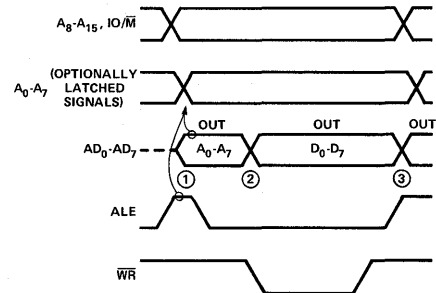 A8-A15, IO/M̅
(OPTIONALLY
A0-A7 LATCHED
SIGNALS)
OUT OUT OUT
AD0-AD7 A0-A7 D0-D7
1 2 3
ALE
W̅R̅